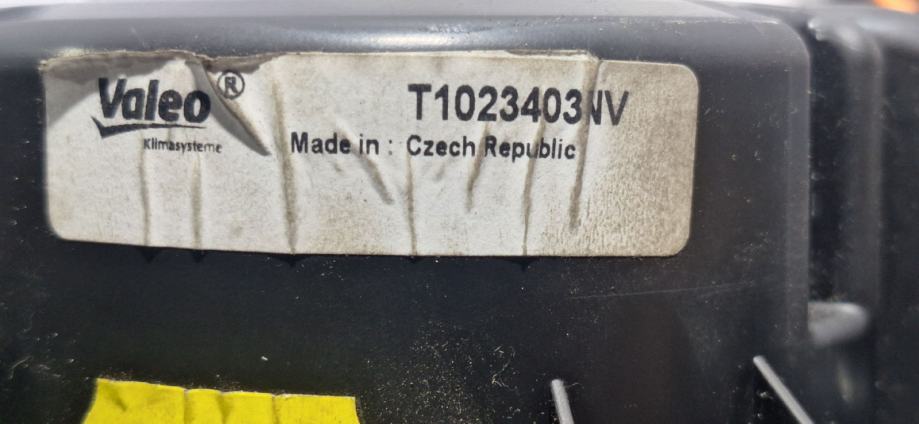 Valeo®
T1023403NV
Klimasysteme
Made in : Czech Republic